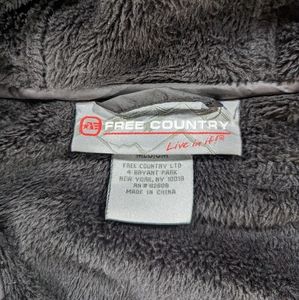 FREE COUNTRY
Live in it!®
MEDIUM
FREE COUNTRY LTD
4 BRYANT PARK
NEW YORK, NY 10018
RN # 82608
MADE IN CHINA